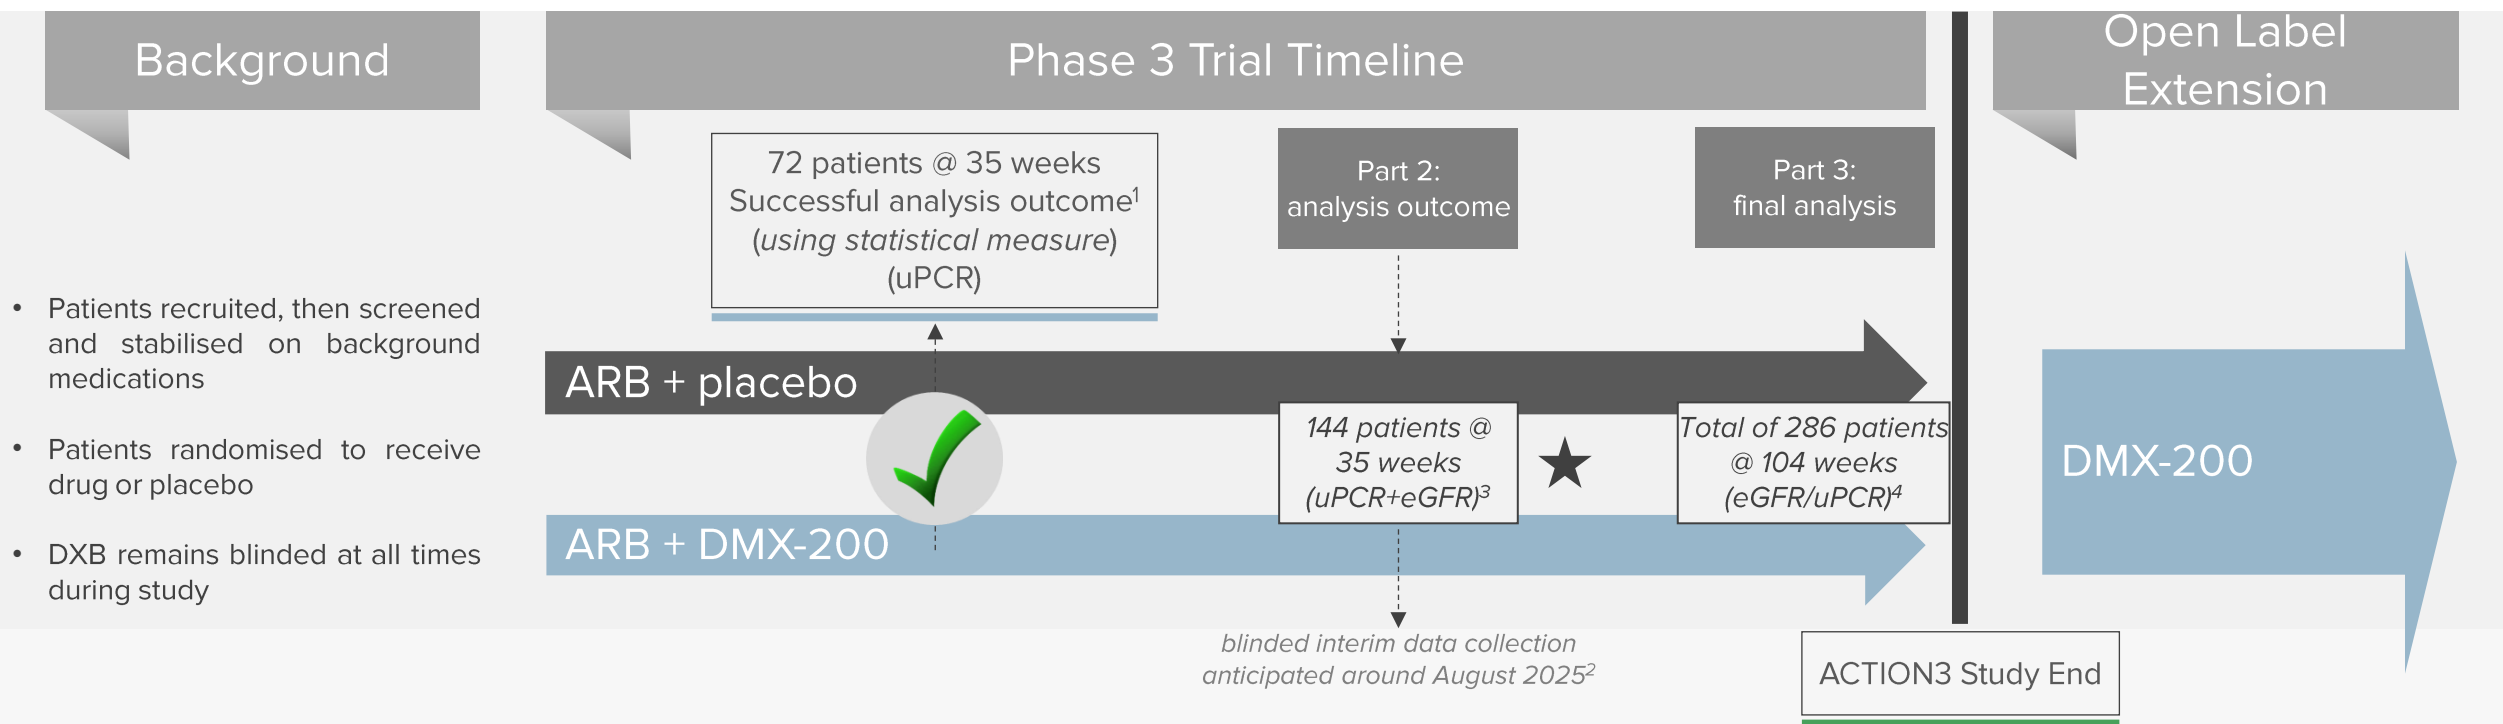 Background
Phase 3 Trial Timeline
Open Label
Extension
• Patients recruited, then screened
and stabilised on background
medications
• Patients randomised to receive
drug or placebo
• DXB remains blinded at all times
during study
72 patients @ 35 weeks
Successful analysis outcome¹
(using statistical measure)
(uPCR)
Part 2:
analysis outcome
Part 3:
final analysis
ARB + placebo
144 patients @
35 weeks
(uPCR+eGFR)³
Total of 286 patients
@ 104 weeks
(eGFR/uPCR)⁴
ARB + DMX-200
DMX-200
blinded interim data collection
anticipated around August 2025²
ACTION3 Study End